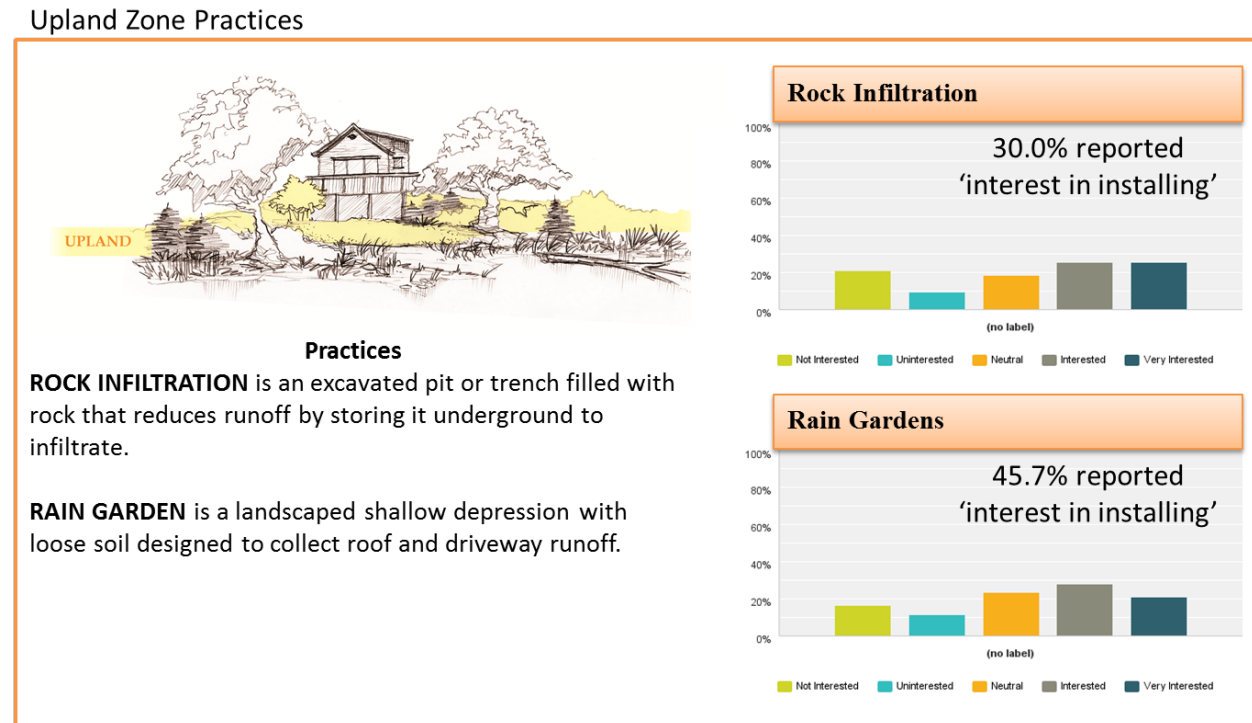 Upland Zone Practices
UPLAND
Practices
ROCK INFILTRATION is an excavated pit or trench filled with
rock that reduces runoff by storing it underground to
infiltrate.
RAIN GARDEN is a landscaped shallow depression with
loose soil designed to collect roof and driveway runoff.
Rock Infiltration
30.0% reported
‘interest in installing’
100%
80%
60%
40%
20%
0%
(no label)
Not Interested Uninterested Neutral Interested Very Interested
Rain Gardens
45.7% reported
‘interest in installing’
100%
80%
60%
40%
20%
0%
(no label)
Not Interested Uninterested Neutral Interested Very Interested